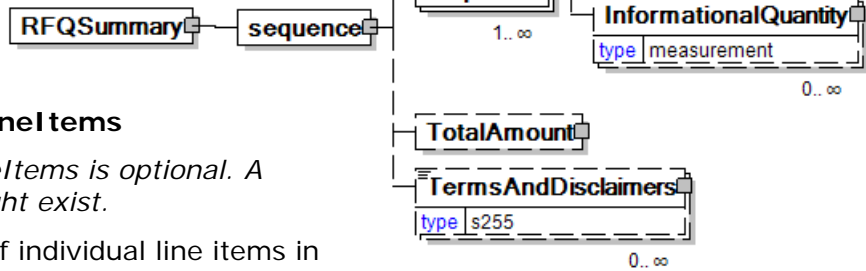 InformationalQuantity
RFQSummary
sequence
1.. ∞
type measurement
0.. ∞
neItems
TotalAmount
eItems is optional. A
TermsAndDisclaimers
ht exist.
type s255
f individual line items in
0.. ∞